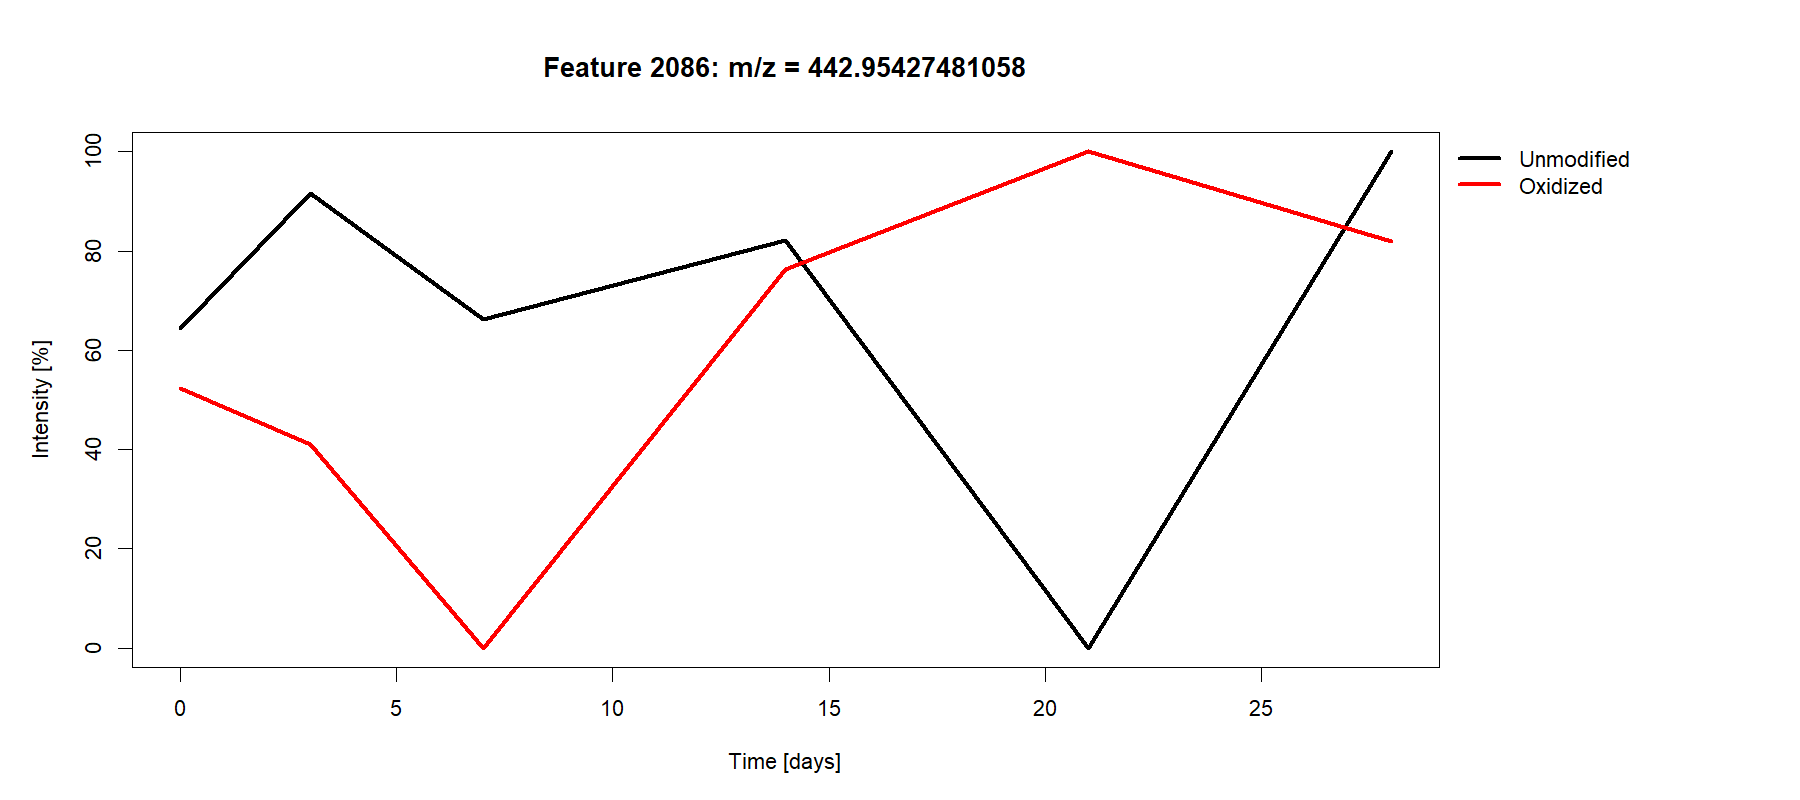 Feature 2086: m/z = 442.95427481058
Unmodified
Oxidized
Intensity [%]
100
80
60
40
20
0
0 5 10 15 20 25
Time [days]